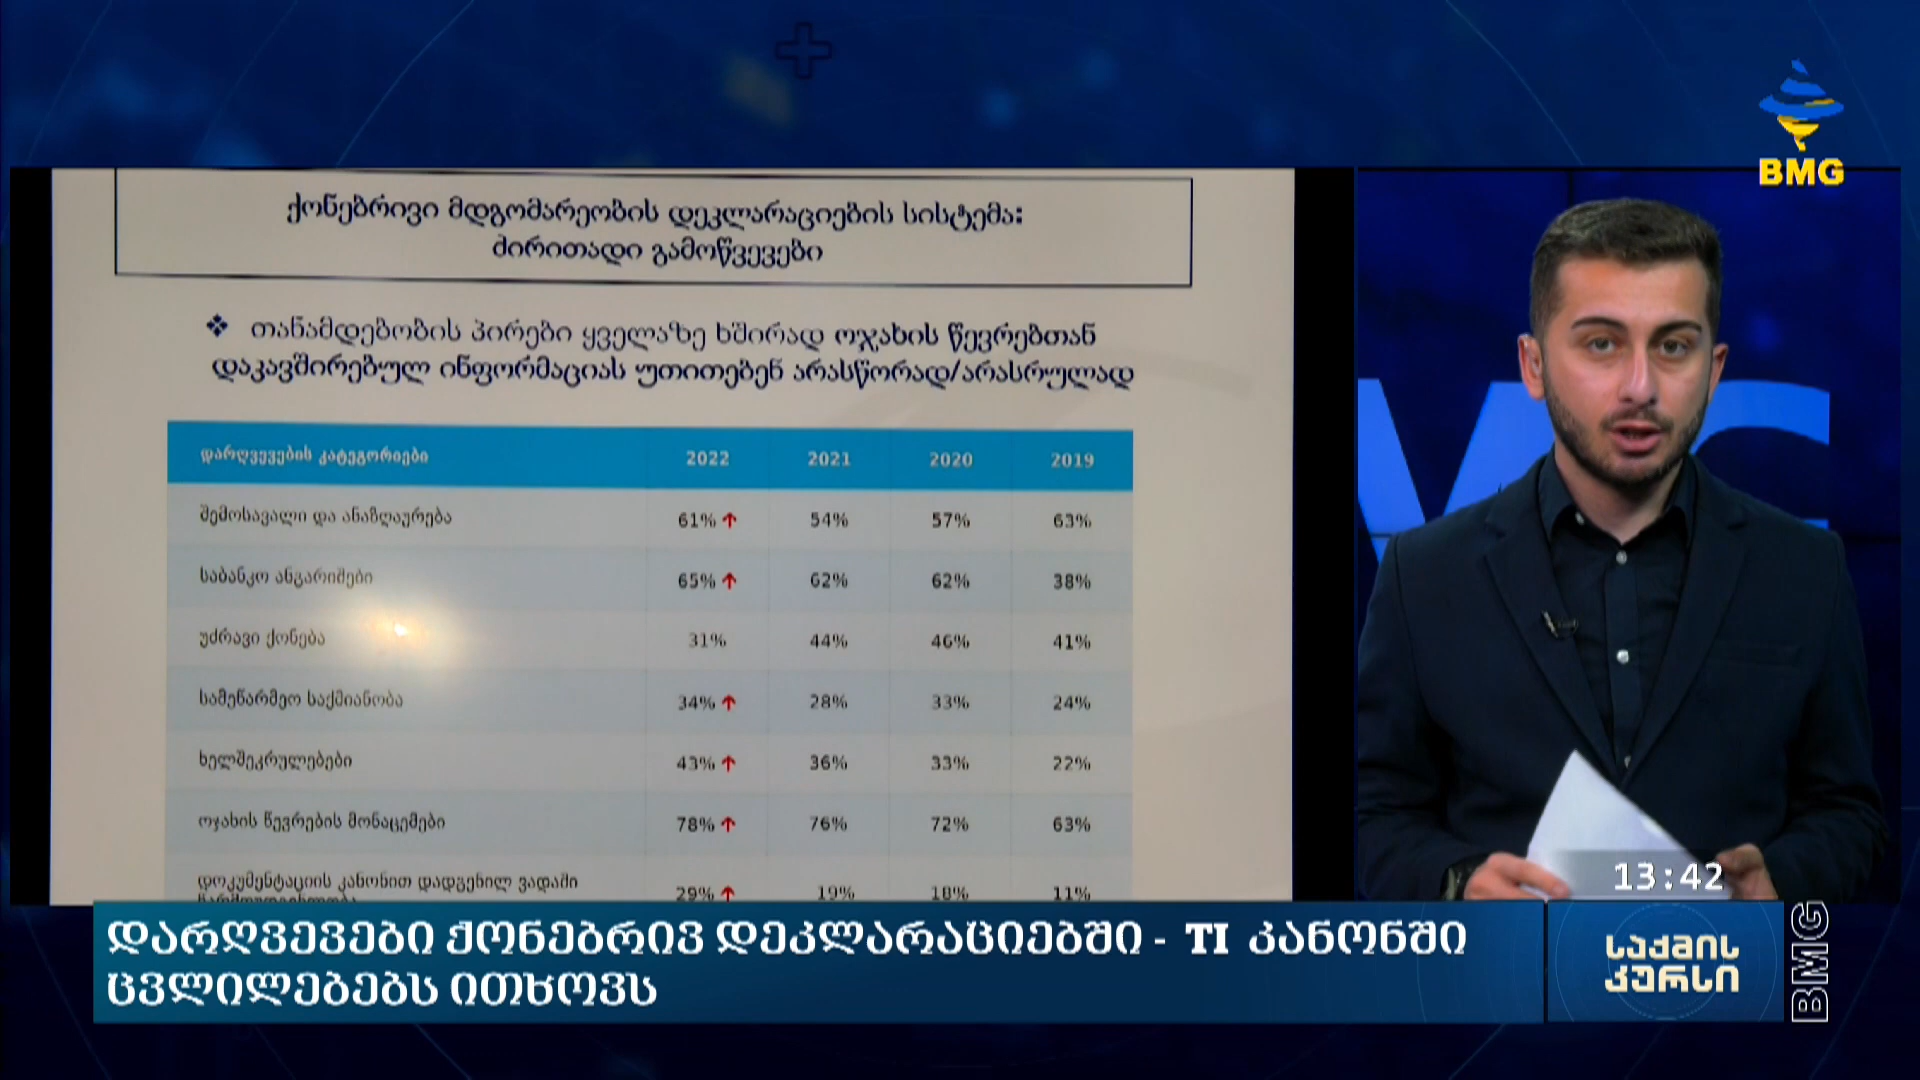 BMG
ქონებრივი მდგომარეობის დეკლარაციების სისტემა:
ძირითადი გამოწვევები
❖ თანამდებობის პირები ყველაზე ხშირად ოჯახის წევრებთან
დაკავშირებულ ინფორმაციას უთითებენ არასწორად/არასრულად
დარღვევების კატეგორიები 2022 2021 2020 2019
შემოსავალი და ანაზღაურება 61% ↑ 54% 57% 63%
საბანკო ანგარიშები 65% ↑ 62% 62% 38%
უძრავი ქონება 31% 44% 46% 41%
სამეწარმეო საქმიანობა 34% ↑ 28% 33% 24%
ხელშეკრულებები 43% ↑ 36% 33% 22%
ოჯახის წევრების მონაცემები 78% ↑ 76% 72% 63%
დოკუმენტაციის კანონით დადგენილ ვადაში 29% ↑ 19% 18% 11%
13:42
დარღვევები ქონებრივ დეკლარაციებში - TI კანონში
ცვლილებებს ითხოვს
საქმის
კურსი
BMG